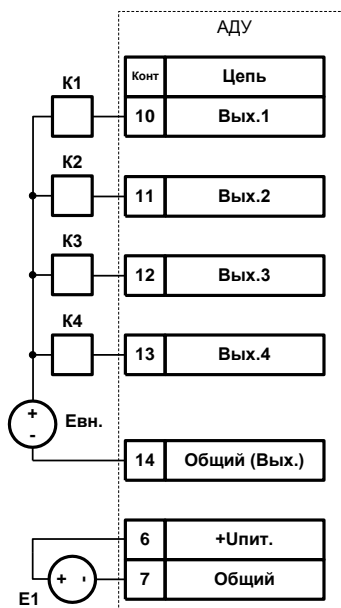 АДУ
К1
Конт Цепь
10 Вых.1
К2
11 Вых.2
К3
12 Вых.3
К4
13 Вых.4
+
-
Евн.
14 Общий (Вых.)
6 +Uпит.
+ -
7 Общий
Е1